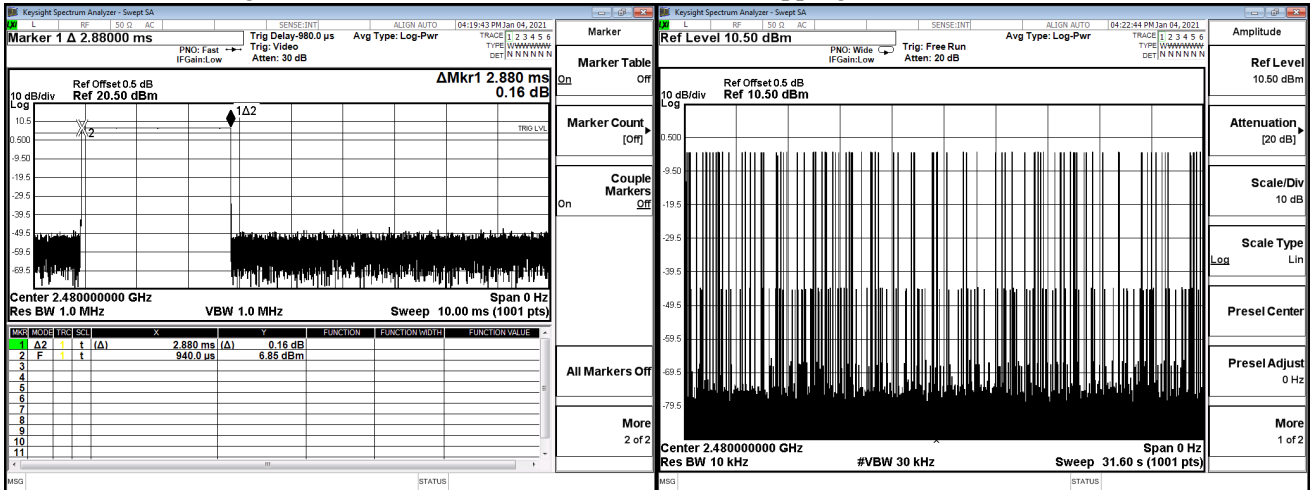 Keysight Spectrum Analyzer - Swept SA
L RF 50 Ω AC SENSE:INT ALIGN AUTO 04:19:43 PM Jan 04, 2021
Marker 1 Δ 2.88000 ms
PNO: Fast
IFGain:Low
Trig Delay-980.0 µs
Trig: Video
Atten: 30 dB
Avg Type: Log-Pwr
TRACE 1 2 3 4 5 6
TYPE WWWWWW
DET N N N N N N
Ref Offset 0.5 dB
10 dB/div Ref 20.50 dBm
Log
ΔMkr1 2.880 ms
0.16 dB
1Δ2
10.5
2
TRIG LVL
0.500
-9.50
-19.5
-29.5
-39.5
-49.5
-59.5
-69.5
Center 2.480000000 GHz Span 0 Hz
Res BW 1.0 MHz VBW 1.0 MHz Sweep 10.00 ms (1001 pts)
MKR MODE TRC SCL X Y FUNCTION FUNCTION WIDTH FUNCTION VALUE
1 Δ2 1 t (Δ) 2.880 ms (Δ) 0.16 dB
2 F 1 t 940.0 µs 6.85 dBm
3
4
5
6
7
8
9
10
11
MSG STATUS
Marker
Marker Table
On Off
Marker Count
[Off]
Couple
Markers
On Off
All Markers Off
More
2 of 2
Keysight Spectrum Analyzer - Swept SA
L RF 50 Ω AC SENSE:INT ALIGN AUTO 04:22:44 PM Jan 04, 2021
Ref Level 10.50 dBm
PNO: Wide
IFGain:Low
Trig: Free Run
Atten: 20 dB
Avg Type: Log-Pwr
TRACE 1 2 3 4 5 6
TYPE WWWWWW
DET N N N N N N
Ref Offset 0.5 dB
10 dB/div Ref 10.50 dBm
Log
0.500
-9.50
-19.5
-29.5
-39.5
-49.5
-59.5
-69.5
-79.5
Center 2.480000000 GHz Span 0 Hz
Res BW 10 kHz #VBW 30 kHz Sweep 31.60 s (1001 pts)
MSG STATUS
Amplitude
Ref Level
10.50 dBm
Attenuation
[20 dB]
Scale/Div
10 dB
Scale Type
Log Lin
Presel Center
Presel Adjust
0 Hz
More
1 of 2